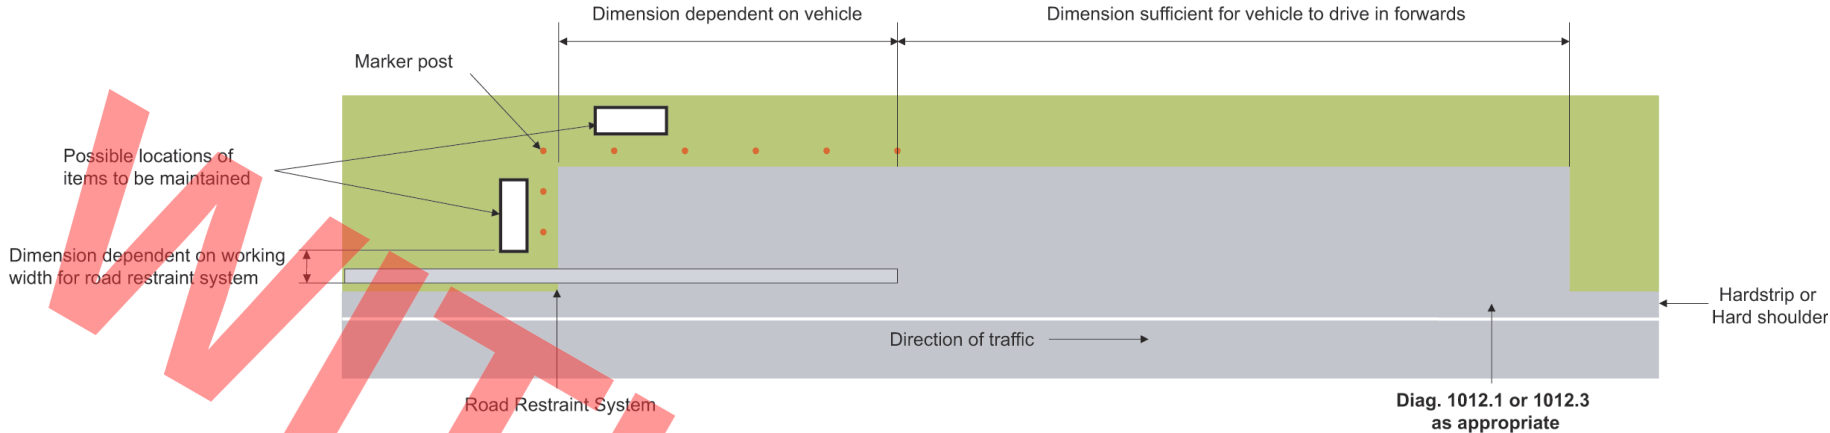 Dimension dependent on vehicle
Dimension sufficient for vehicle to drive in forwards
Marker post
Possible locations of
items to be maintained
Dimension dependent on working
width for road restraint system
Hardstrip or
Hard shoulder
Direction of traffic
Road Restraint System
Diag. 1012.1 or 1012.3
as appropriate